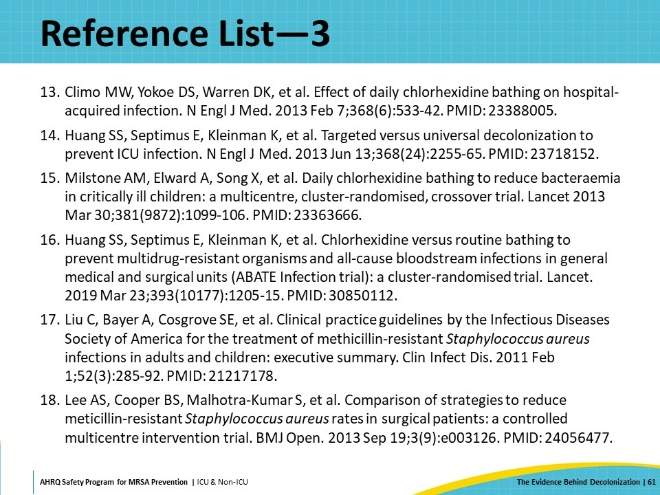 Reference List—3
13. Climo MW, Yokoe DS, Warren DK, et al. Effect of daily chlorhexidine bathing on hospital-
acquired infection. N Engl J Med. 2013 Feb 7;368(6):533-42. PMID: 23388005.
14. Huang SS, Septimus E, Kleinman K, et al. Targeted versus universal decolonization to
prevent ICU infection. N Engl J Med. 2013 Jun 13;368(24):2255-65. PMID: 23718152.
15. Milstone AM, Elward A, Song X, et al. Daily chlorhexidine bathing to reduce bacteraemia
in critically ill children: a multicentre, cluster-randomised, crossover trial. Lancet 2013
Mar 30;381(9872):1099-106. PMID: 23363666.
16. Huang SS, Septimus E, Kleinman K, et al. Chlorhexidine versus routine bathing to
prevent multidrug-resistant organisms and all-cause bloodstream infections in general
medical and surgical units (ABATE Infection trial): a cluster-randomised trial. Lancet.
2019 Mar 23;393(10177):1205-15. PMID: 30850112.
17. Liu C, Bayer A, Cosgrove SE, et al. Clinical practice guidelines by the Infectious Diseases
Society of America for the treatment of methicillin-resistant Staphylococcus aureus
infections in adults and children: executive summary. Clin Infect Dis. 2011 Feb
1;52(3):285-92. PMID: 21217178.
18. Lee AS, Cooper BS, Malhotra-Kumar S, et al. Comparison of strategies to reduce
meticillin-resistant Staphylococcus aureus rates in surgical patients: a controlled
multicentre intervention trial. BMJ Open. 2013 Sep 19;3(9):e003126. PMID: 24056477.
AHRQ Safety Program for MRSA Prevention | ICU & Non-ICU
The Evidence Behind Decolonization | 61